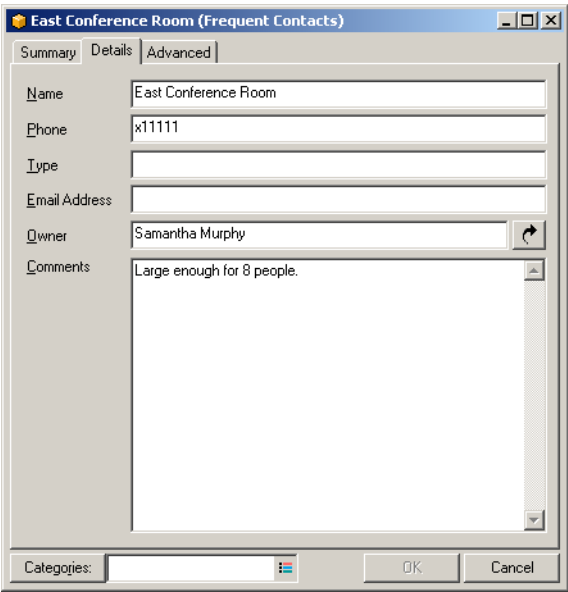 East Conference Room (Frequent Contacts)
Summary Details Advanced
Name East Conference Room
Phone x11111
Type
Email Address
Owner Samantha Murphy
Comments Large enough for 8 people.
Categories: OK Cancel